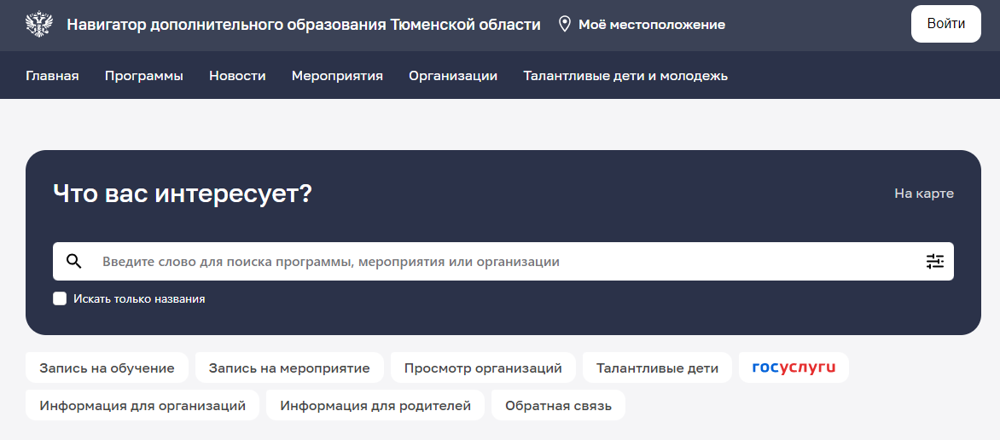 Навигатор дополнительного образования Тюменской области Моё местоположение Войти
Главная Программы Новости Мероприятия Организации Талантливые дети и молодежь
Что вас интересует? На карте
Введите слово для поиска программы, мероприятия или организации
Искать только названия
Запись на обучение Запись на мероприятие Просмотр организаций Талантливые дети госуслуги
Информация для организаций Информация для родителей Обратная связь